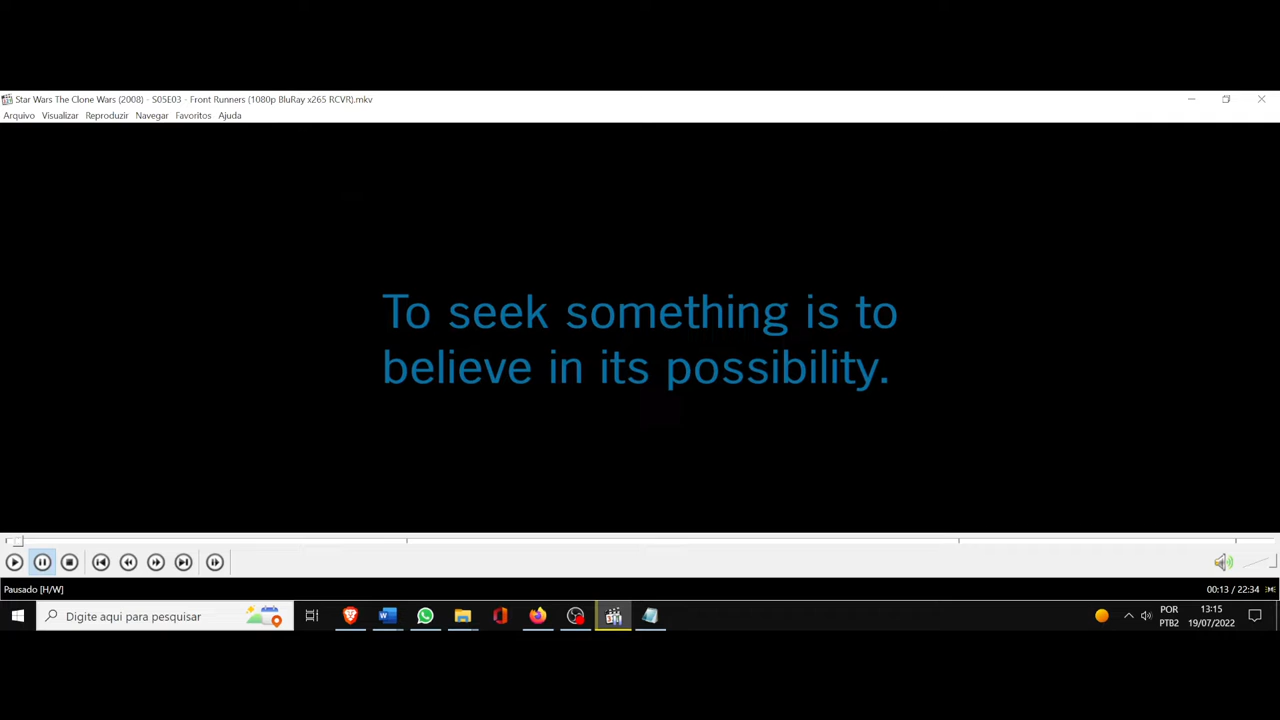 Star Wars The Clone Wars (2008) - S05E03 - Front Runners (1080p BluRay x265 RCVR).mkv
Arquivo Visualizar Reproduzir Navegar Favoritos Ajuda
To seek something is to
believe in its possibility.
Pausado [H/W]
00:13 / 22:34
Digite aqui para pesquisar
POR
PTB2
13:15
19/07/2022